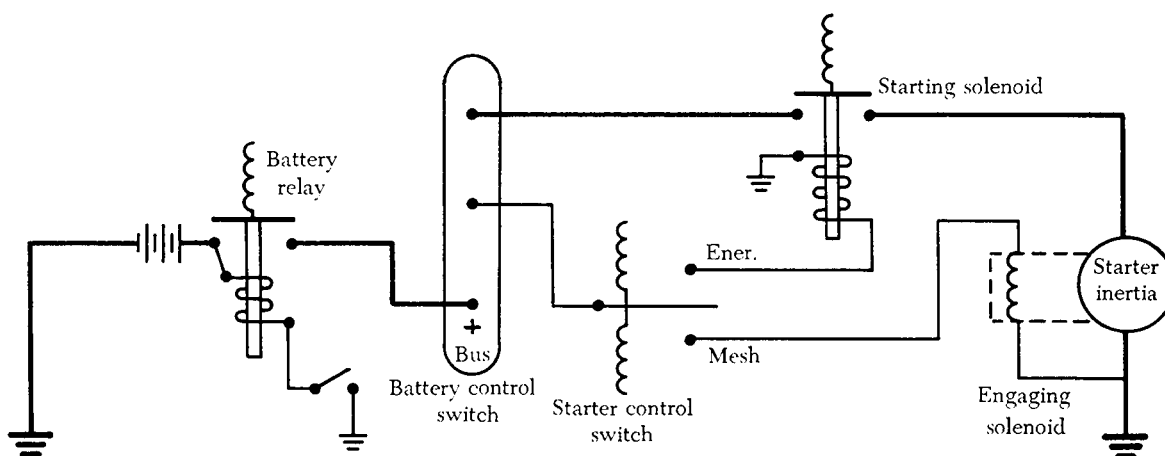 Starting solenoid
Battery
relay
Ener.
Starter
inertia
+
Bus
Mesh
Battery control
switch
Starter control
switch
Engaging
solenoid